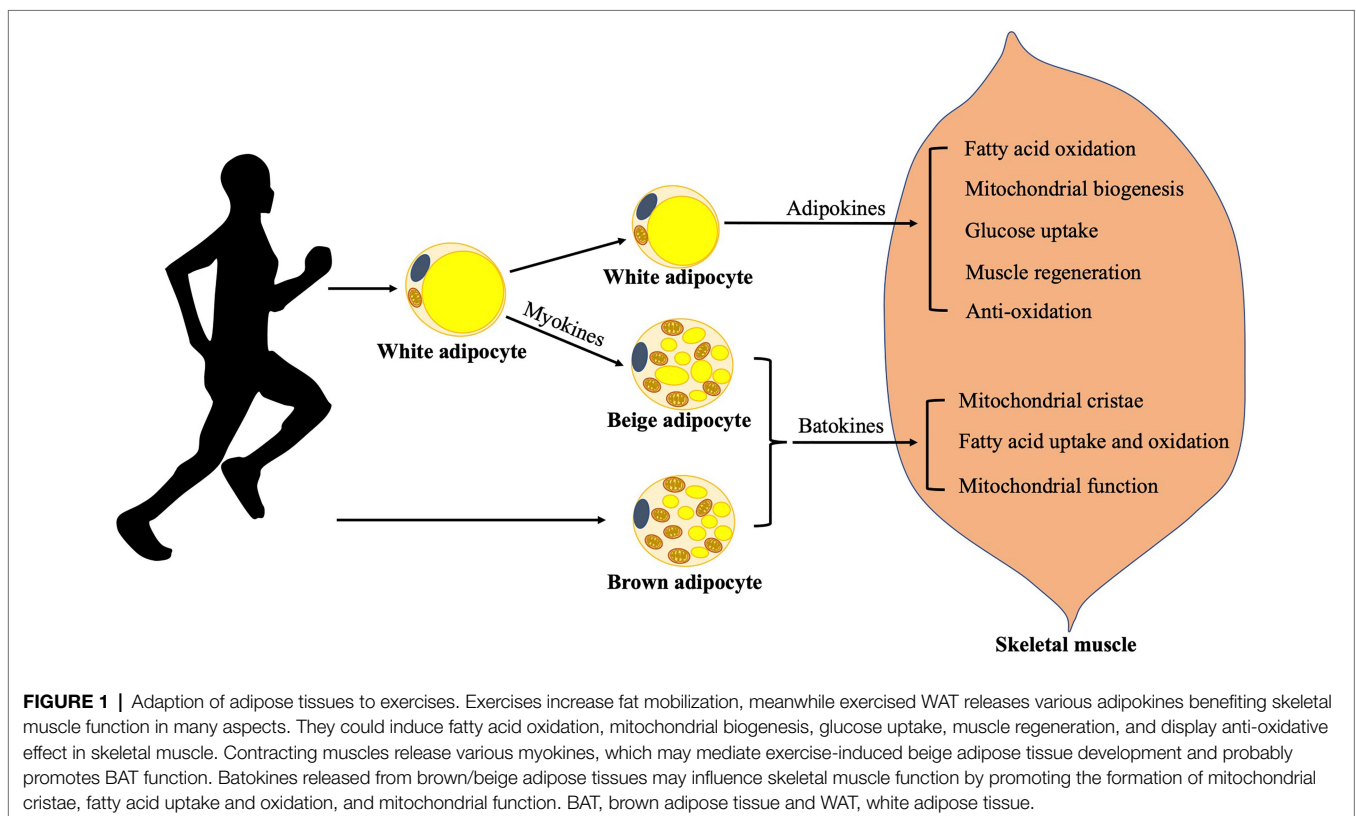 Fatty acid oxidation
Mitochondrial biogenesis
Adipokines
Glucose uptake
White adipocyte
Muscle regeneration
Anti-oxidation
Myokines
White adipocyte
Beige adipocyte
Mitochondrial cristae
Batokines
Fatty acid uptake and oxidation
Mitochondrial function
Brown adipocyte
Skeletal muscle
FIGURE 1 | Adaption of adipose tissues to exercises. Exercises increase fat mobilization, meanwhile exercised WAT releases various adipokines benefiting skeletal
muscle function in many aspects. They could induce fatty acid oxidation, mitochondrial biogenesis, glucose uptake, muscle regeneration, and display anti-oxidative
effect in skeletal muscle. Contracting muscles release various myokines, which may mediate exercise-induced beige adipose tissue development and probably
promotes BAT function. Batokines released from brown/beige adipose tissues may influence skeletal muscle function by promoting the formation of mitochondrial
cristae, fatty acid uptake and oxidation, and mitochondrial function. BAT, brown adipose tissue and WAT, white adipose tissue.